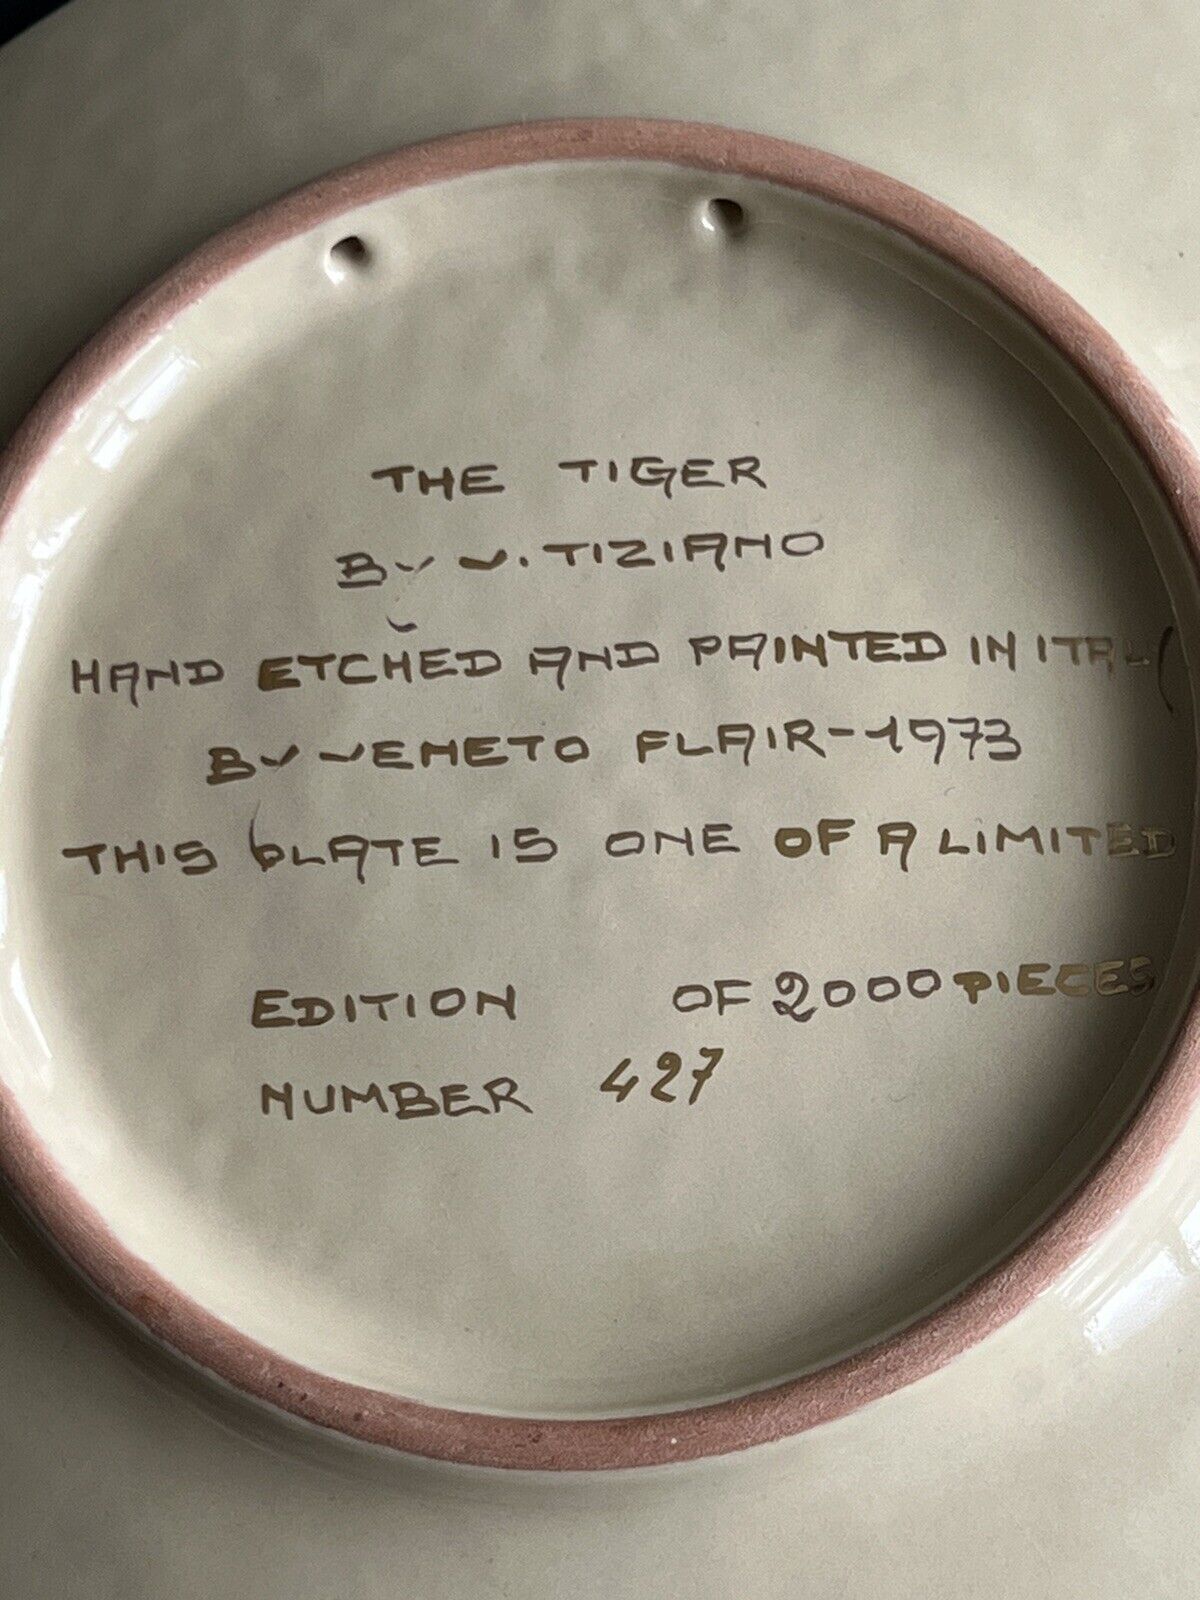 THE TIGER
BY V. TIZIANO
HAND ETCHED AND PAINTED IN ITALY
BY VENETO FLAIR-1973
THIS PLATE IS ONE OF A LIMITED
EDITION OF 2000 PIECES
NUMBER 427